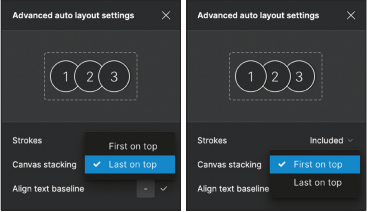 Advanced auto layout settings
1 2 3
Strokes
First on top
Canvas stacking
Last on top
Align text baseline
-
Advanced auto layout settings
1 2 3
Strokes
Included
Canvas stacking
First on top
Last on top
Align text baseline